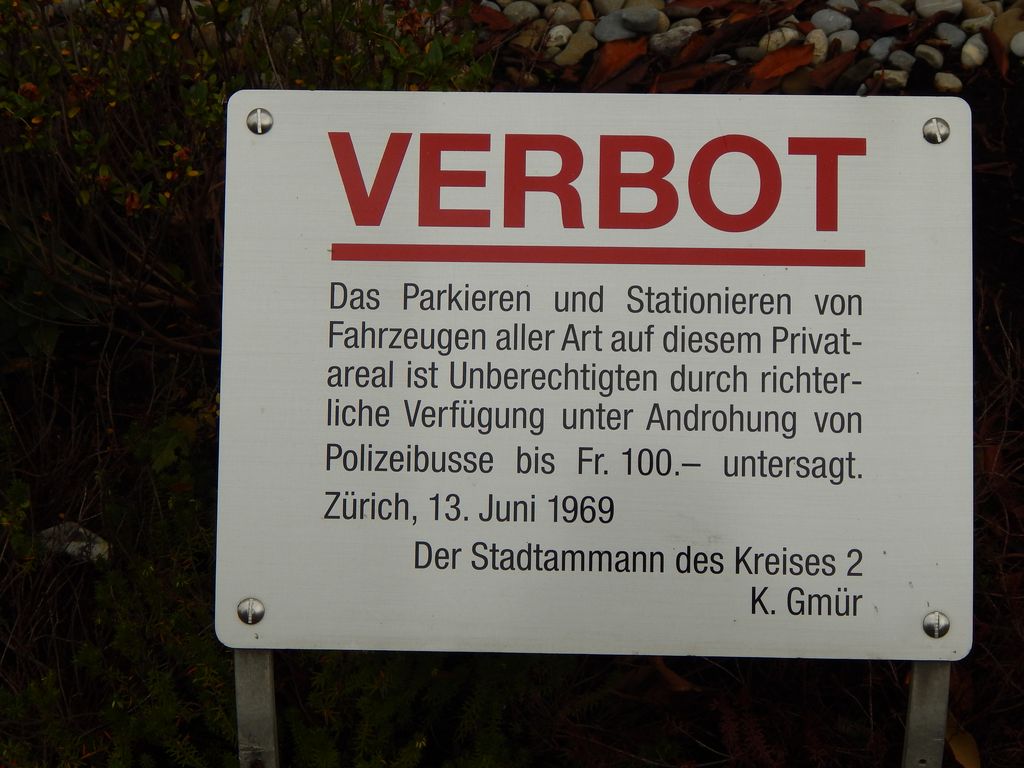 VERBOT
Das Parkieren und Stationieren von
Fahrzeugen aller Art auf diesem Privat-
areal ist Unberechtigten durch richter-
liche Verfügung unter Androhung von
Polizeibusse bis Fr. 100.– untersagt.
Zürich, 13. Juni 1969
Der Stadtammann des Kreises 2
K. Gmür